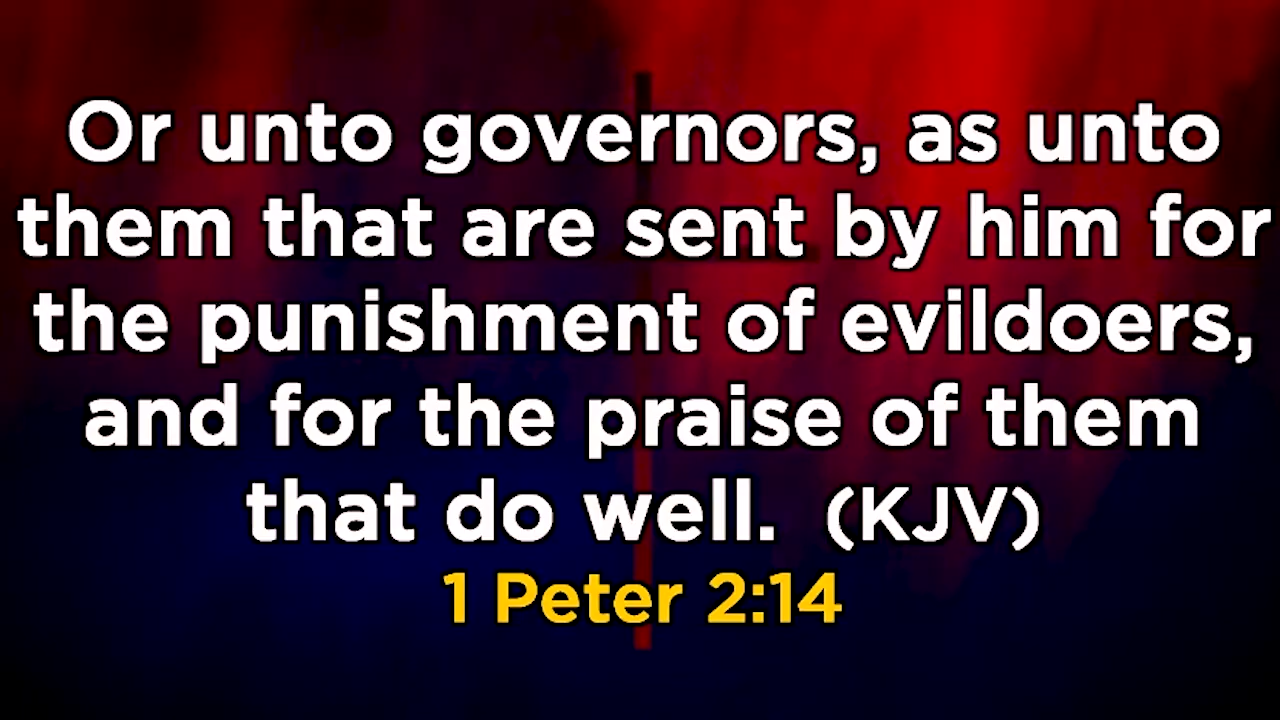 Or unto governors, as unto
them that are sent by him for
the punishment of evildoers,
and for the praise of them
that do well. (KJV)
1 Peter 2:14